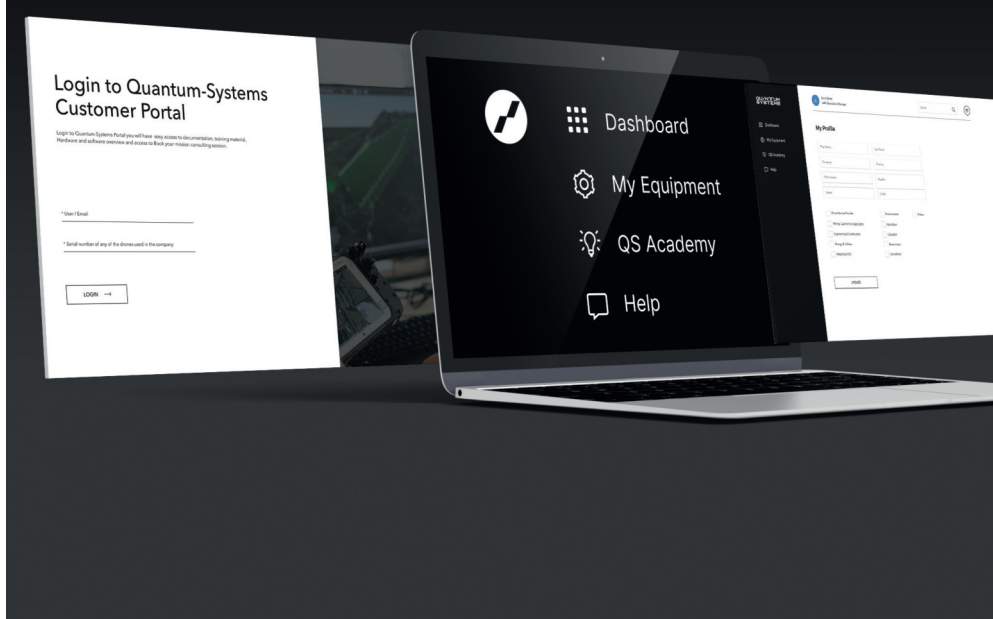 Login to Quantum-Systems
Customer Portal
Login to Quantum Systems Portal you will have easy access to documentation, training material,
Hardware and software overview and access to Book your mission consulting session.
* User / Email
* Serial number of any of the drones used in the company
LOGIN →
Dashboard
My Equipment
QS Academy
Help
QUANTUM
SYSTEMS
Dashboard
My Equipment
QS Academy
Help
Search
My Profile
UPDATE